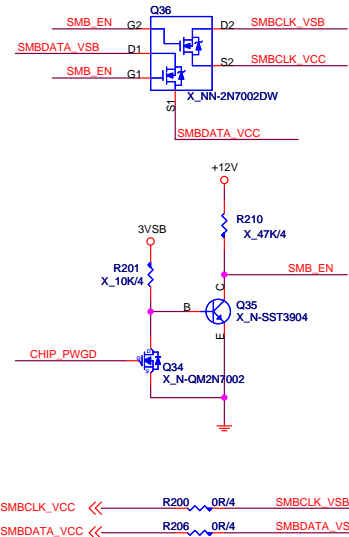 Q36
SMB_EN G2 D2 SMBCLK_VSB
SMBDATA_VSB D1
SMB_EN G1 S2 SMBCLK_VCC
S1 X_NN-2N7002DW
SMBDATA_VCC
+12V
R210
X_47K/4
3VSB
R201
X_10K/4
SMB_EN
C
B Q35
X_N-SST3904
E
CHIP_PWGD
D
G
S
Q34
X_N-QM2N7002
SMBCLK_VCC R200 0R/4 SMBCLK_VSB
SMBDATA_VCC R206 0R/4 SMBDATA_VS